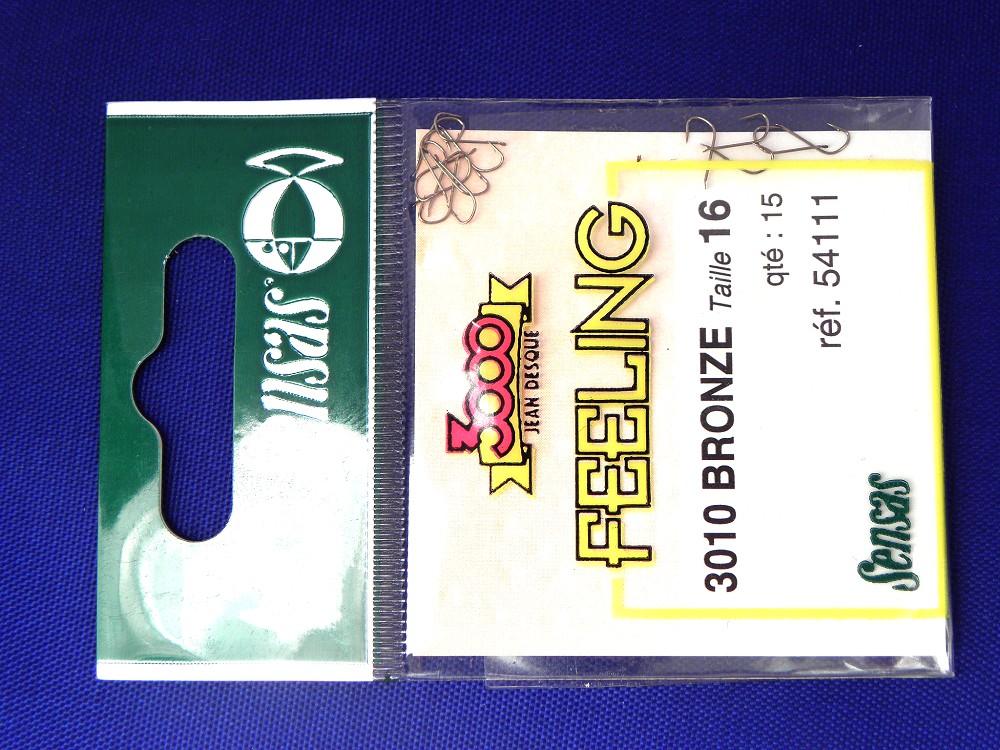 Sensas
3000
JEAN DESQUE
FEELING
3010 BRONZE Taille 16
qté : 15
réf. 54111
Sensas